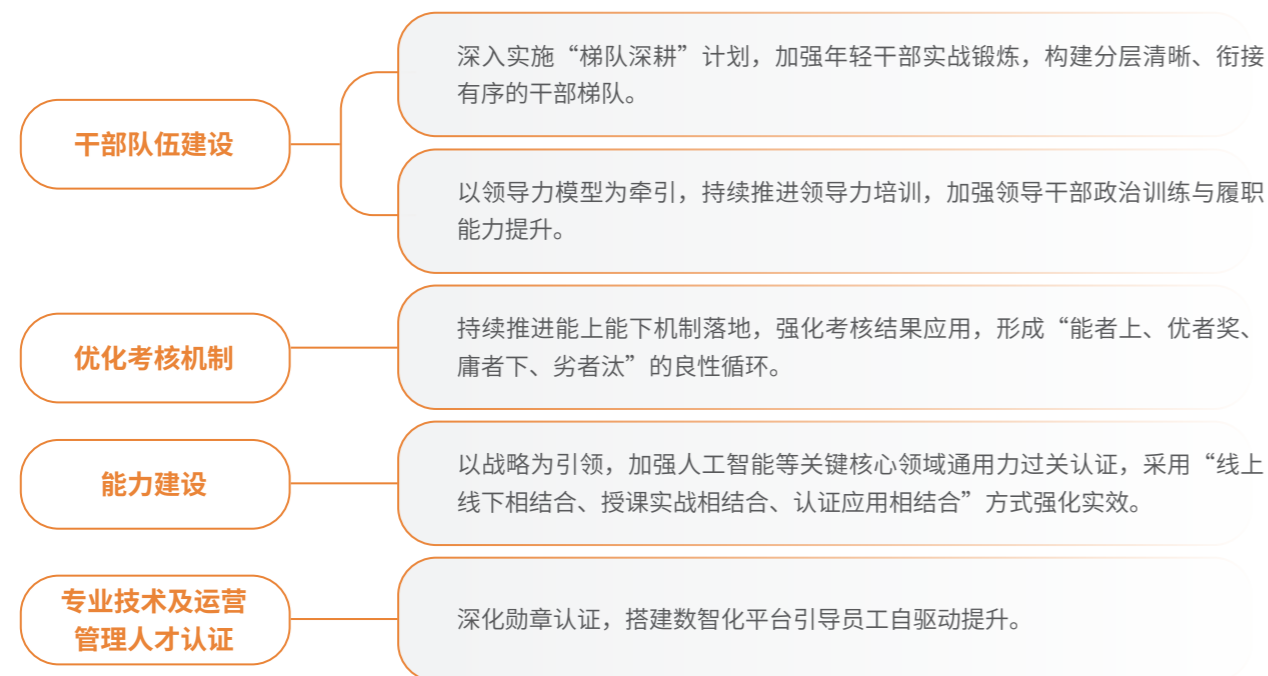 干部队伍建设
深入实施“梯队深耕”计划，加强年轻干部实战锻炼，构建分层清晰、衔接
有序的干部梯队。
以领导力模型为牵引，持续推进领导力培训，加强领导干部政治训练与履职
能力提升。
优化考核机制
持续推进能上能下机制落地，强化考核结果应用，形成“能者上、优者奖、
庸者下、劣者汰”的良性循环。
能力建设
以战略为引领，加强人工智能等关键核心领域通用力过关认证，采用“线上
线下相结合、授课实战相结合、认证应用相结合”方式强化实效。
专业技术及运营
管理人才认证
深化勋章认证，搭建数智化平台引导员工自驱动提升。